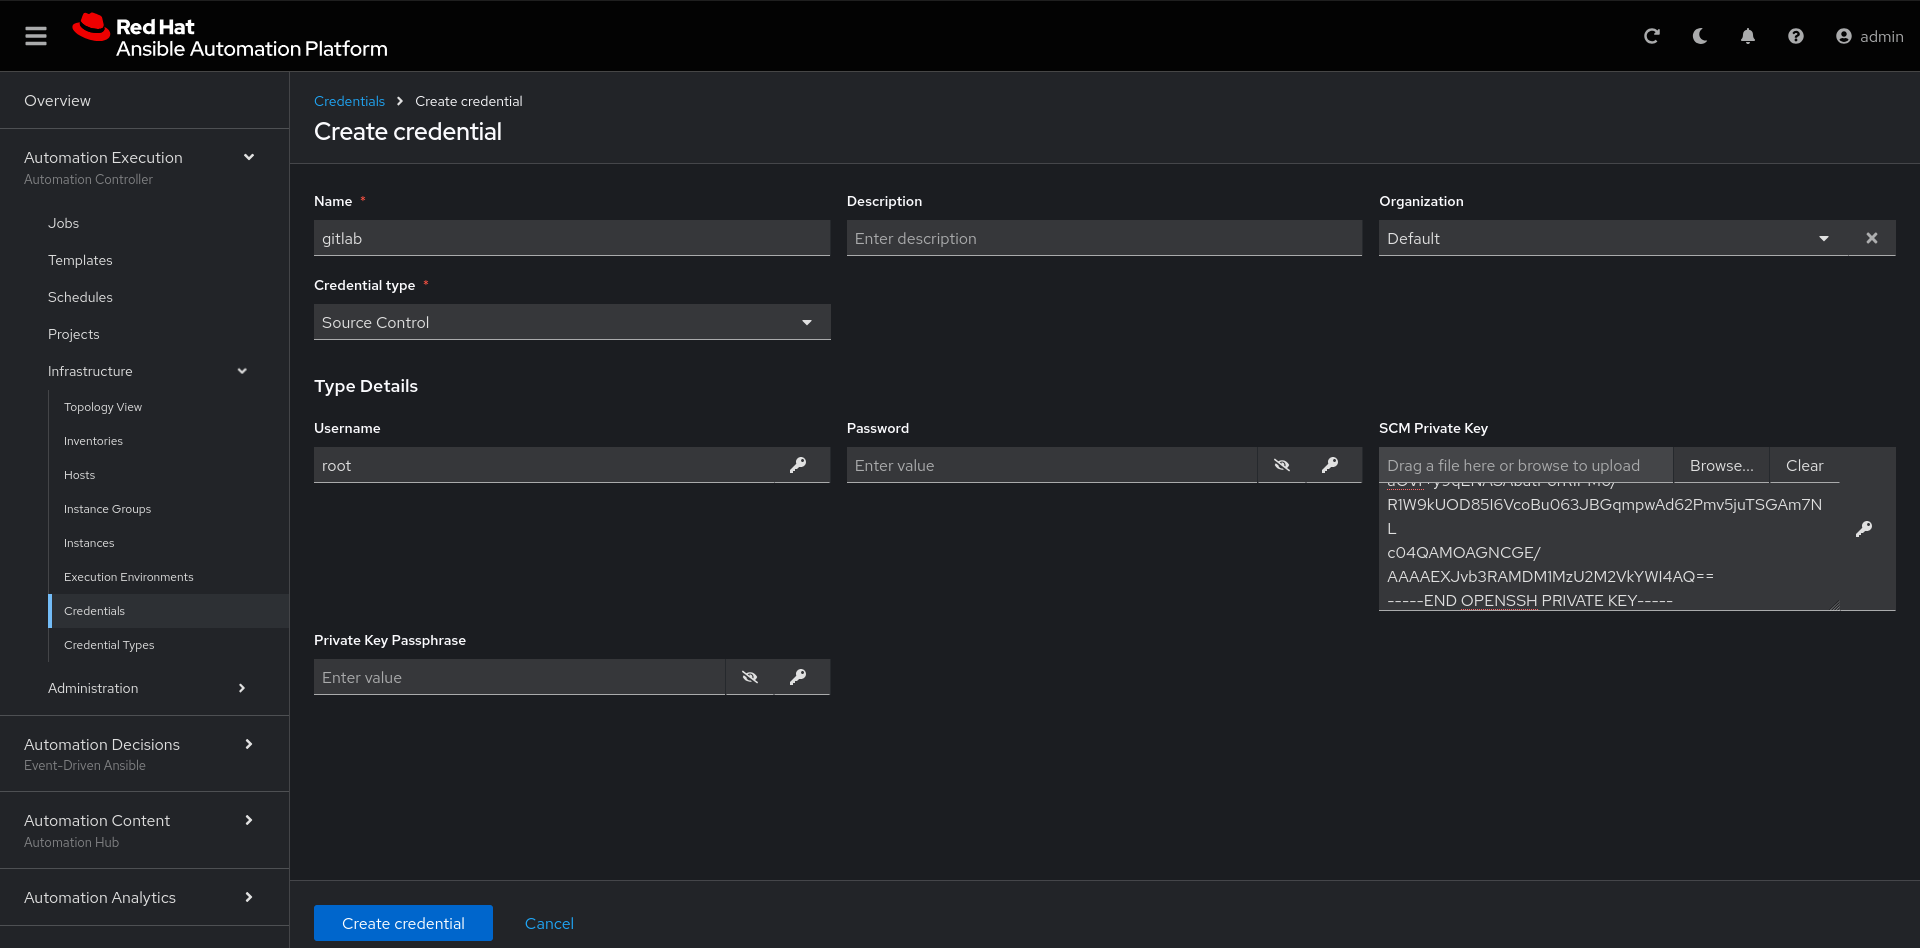 Red Hat
Ansible Automation Platform
admin
Overview
Automation Execution
Automation Controller
Jobs
Templates
Schedules
Projects
Infrastructure
Topology View
Inventories
Hosts
Instance Groups
Instances
Execution Environments
Credentials
Credential Types
Administration
Automation Decisions
Event-Driven Ansible
Automation Content
Automation Hub
Automation Analytics
Credentials > Create credential
Create credential
Name * Description Organization
gitlab Enter description Default
Credential type *
Source Control
Type Details
Username Password SCM Private Key
root Enter value Drag a file here or browse to upload Browse... Clear
R1W9kUOD85I6VcoBu063JBGqmpwAd62Pmv5juTSGAm7N
L
c04QAMOAGNCGE/
AAAAEXJvb3RAMDM1MzU2M2VkYWI4AQ==
-----END OPENSSH PRIVATE KEY-----
Private Key Passphrase
Enter value
Create credential Cancel